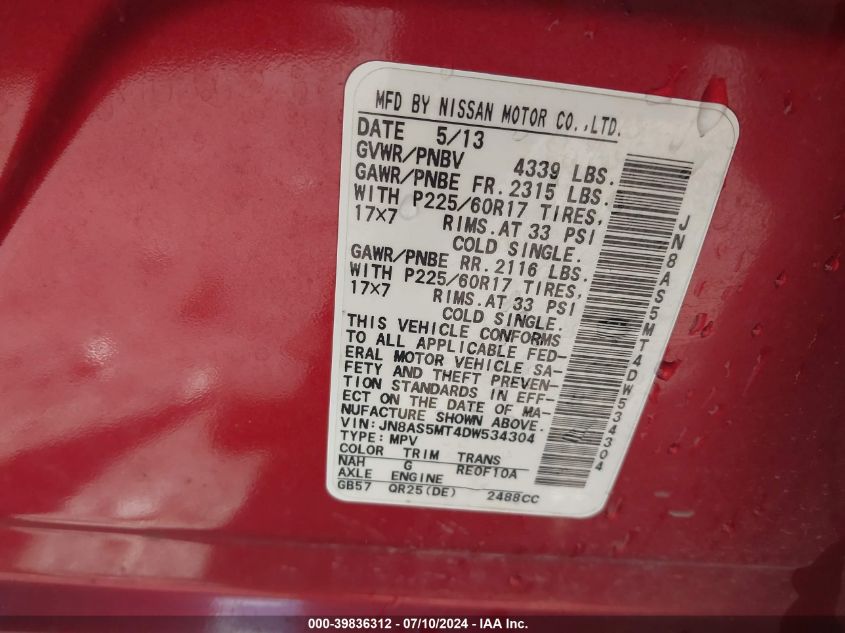 MFD BY NISSAN MOTOR CO.,LTD.
DATE 5/13
GVWR/PNBV 4339 LBS.
GAWR/PNBE FR. 2315 LBS.
WITH P225/60R17 TIRES,
17×7 RIMS. AT 33 PSI
COLD SINGLE.
GAWR/PNBE RR. 2116 LBS.
WITH P225/60R17 TIRES,
17×7 RIMS. AT 33 PSI
COLD SINGLE.
THIS VEHICLE CONFORMS
TO ALL APPLICABLE FED-
ERAL MOTOR VEHICLE SA-
FETY AND THEFT PREVEN-
TION STANDARDS IN EFF-
ECT ON THE DATE OF MA-
NUFACTURE SHOWN ABOVE.
VIN:JN8AS5MT4DW534304
TYPE: MPV
COLOR TRIM TRANS
NAH G RE0F10A
AXLE ENGINE
GB57 QR25(DE) 2488CC
JN8AS5MT4DW534304
000-39836312 - 07/10/2024 - IAA Inc.